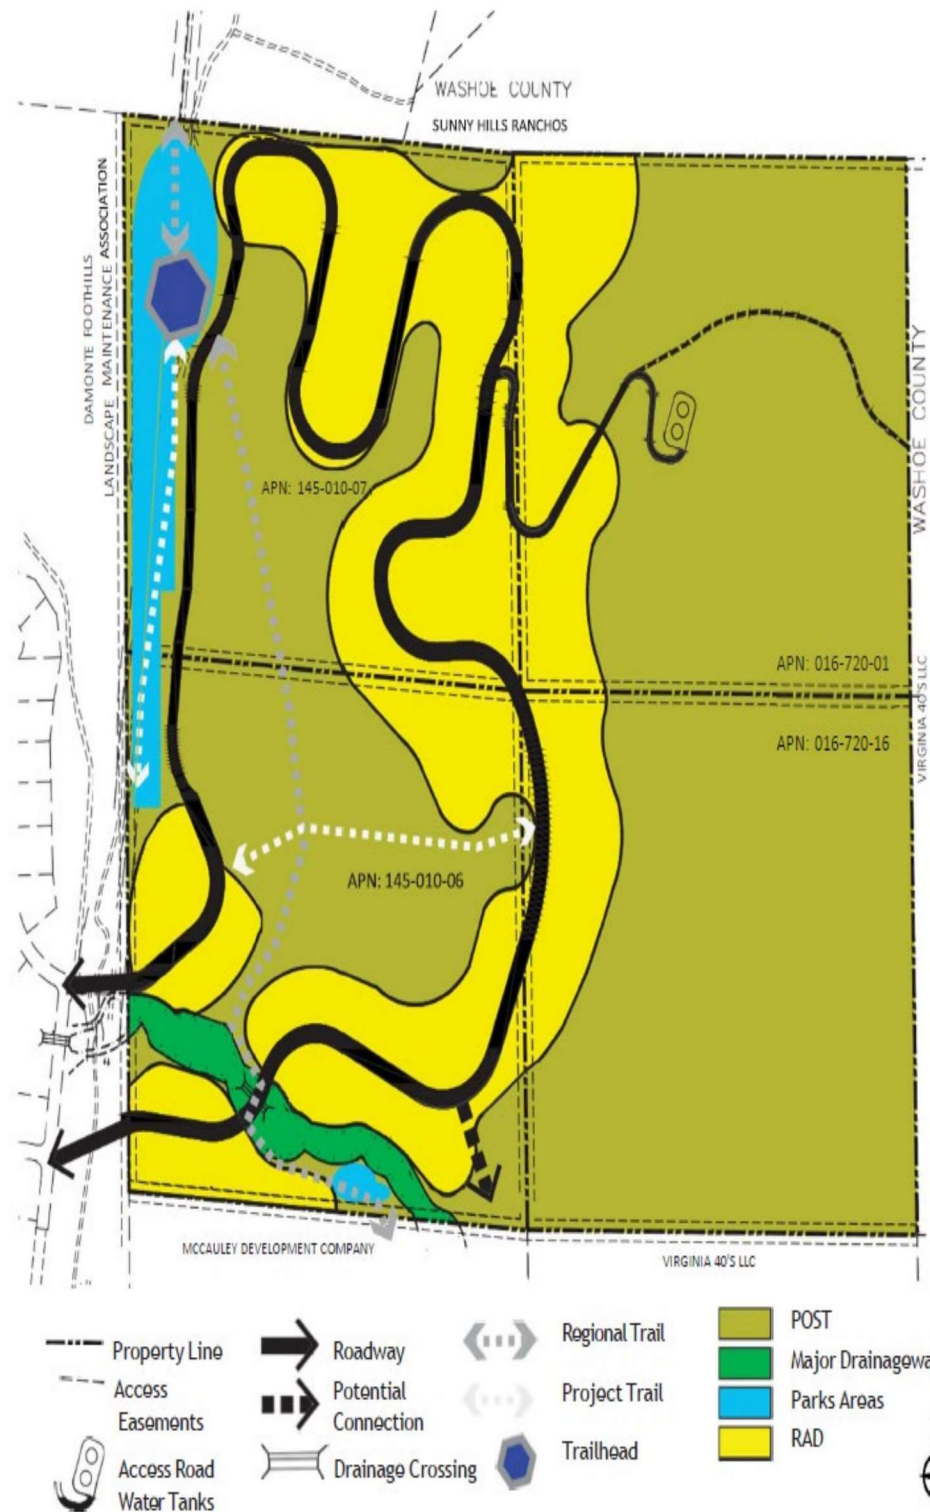 WASHOE COUNTY
SUNNY HILLS RANCHOS
DAMONTE FOOTHILLS
LANDSCAPE MAINTENANCE ASSOCIATION
WASHOE COUNTY
APN: 145-010-07
APN: 016-720-01
VIRGINIA 40'S LLC
APN: 016-720-16
APN: 145-010-06
MCCAULEY DEVELOPMENT COMPANY
VIRGINIA 40'S LLC
Property Line
Access
Easements
Access Road
Water Tanks
Roadway
Potential
Connection
Drainage Crossing
Regional Trail
Project Trail
Trailhead
POST
Major Drainagewa
Parks Areas
RAD